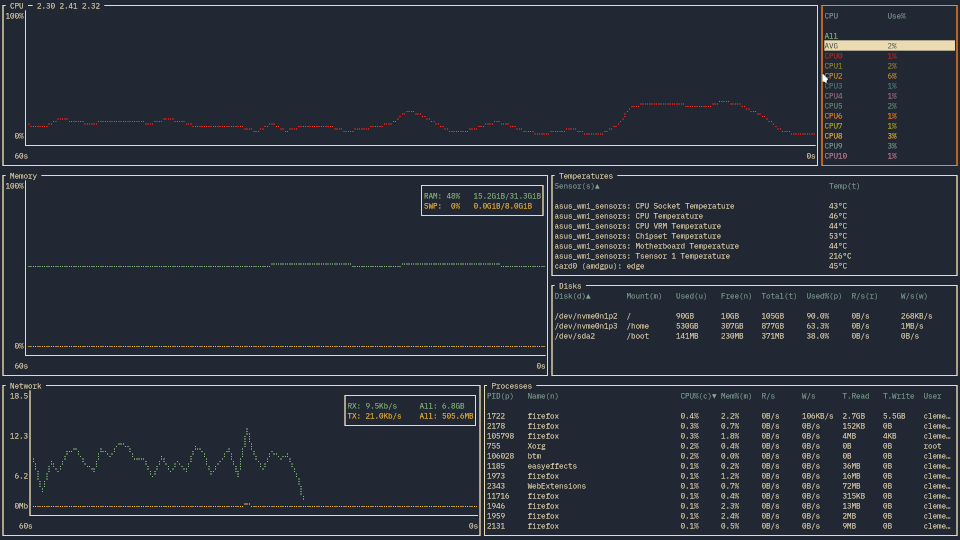 CPU — 2.30 2.41 2.32
100%
0%
60s 0s
CPU Use%
All
AVG 2%
CPU0 1%
CPU1 2%
CPU2 6%
CPU3 1%
CPU4 1%
CPU5 2%
CPU6 1%
CPU7 1%
CPU8 3%
CPU9 3%
CPU10 1%
Memory
100%
RAM: 48% 15.2GiB/31.3GiB
SWP: 0% 0.0GiB/8.0GiB
0%
60s 0s
Temperatures
Sensor(s)▲ Temp(t)
asus_wmi_sensors: CPU Socket Temperature 43°C
asus_wmi_sensors: CPU Temperature 46°C
asus_wmi_sensors: CPU VRM Temperature 44°C
asus_wmi_sensors: Chipset Temperature 53°C
asus_wmi_sensors: Motherboard Temperature 44°C
asus_wmi_sensors: Tsensor 1 Temperature 216°C
card0 (amdgpu): edge 45°C
Disks
Disk(d)▲ Mount(m) Used(u) Free(n) Total(t) Used%(p) R/s(r) W/s(w)
/dev/nvme0n1p2 / 90GB 10GB 105GB 90.0% 0B/s 268KB/s
/dev/nvme0n1p3 /home 530GB 307GB 877GB 63.3% 0B/s 1MB/s
/dev/sda2 /boot 141MB 230MB 371MB 38.0% 0B/s 0B/s
Network
18.5
RX: 9.5Kb/s All: 6.8GB
TX: 21.0Kb/s All: 505.6MB
12.3
6.2
0Mb
60s 0s
Processes
PID(p) Name(n) CPU%(c)▼ Mem%(m) R/s W/s T.Read T.Write User
1722 firefox 0.4% 2.2% 0B/s 106KB/s 2.7GB 5.5GB cleme…
2178 firefox 0.3% 0.7% 0B/s 0B/s 152KB 0B cleme…
105798 firefox 0.3% 1.8% 0B/s 0B/s 4MB 4KB cleme…
755 Xorg 0.2% 0.4% 0B/s 0B/s 0B 0B root
106028 btm 0.2% 0.0% 0B/s 0B/s 0B 0B cleme…
1185 easyeffects 0.1% 0.2% 0B/s 0B/s 36MB 0B cleme…
1973 firefox 0.1% 1.2% 0B/s 0B/s 16MB 0B cleme…
2343 WebExtensions 0.1% 0.7% 0B/s 0B/s 72MB 0B cleme…
11716 firefox 0.1% 0.4% 0B/s 0B/s 315KB 0B cleme…
1946 firefox 0.1% 2.3% 0B/s 0B/s 13MB 0B cleme…
1959 firefox 0.1% 2.4% 0B/s 0B/s 2MB 0B cleme…
2131 firefox 0.1% 0.5% 0B/s 0B/s 9MB 0B cleme…